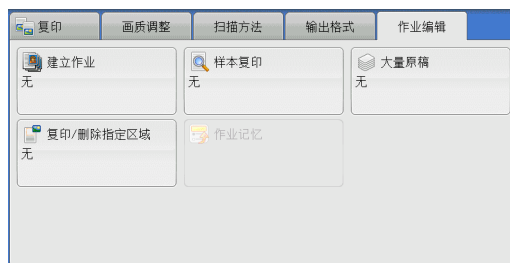 复印 画质调整 扫描方法 输出格式 作业编辑
建立作业 样本复印 大量原稿
无 无 无
复印/删除指定区域 作业记忆
无